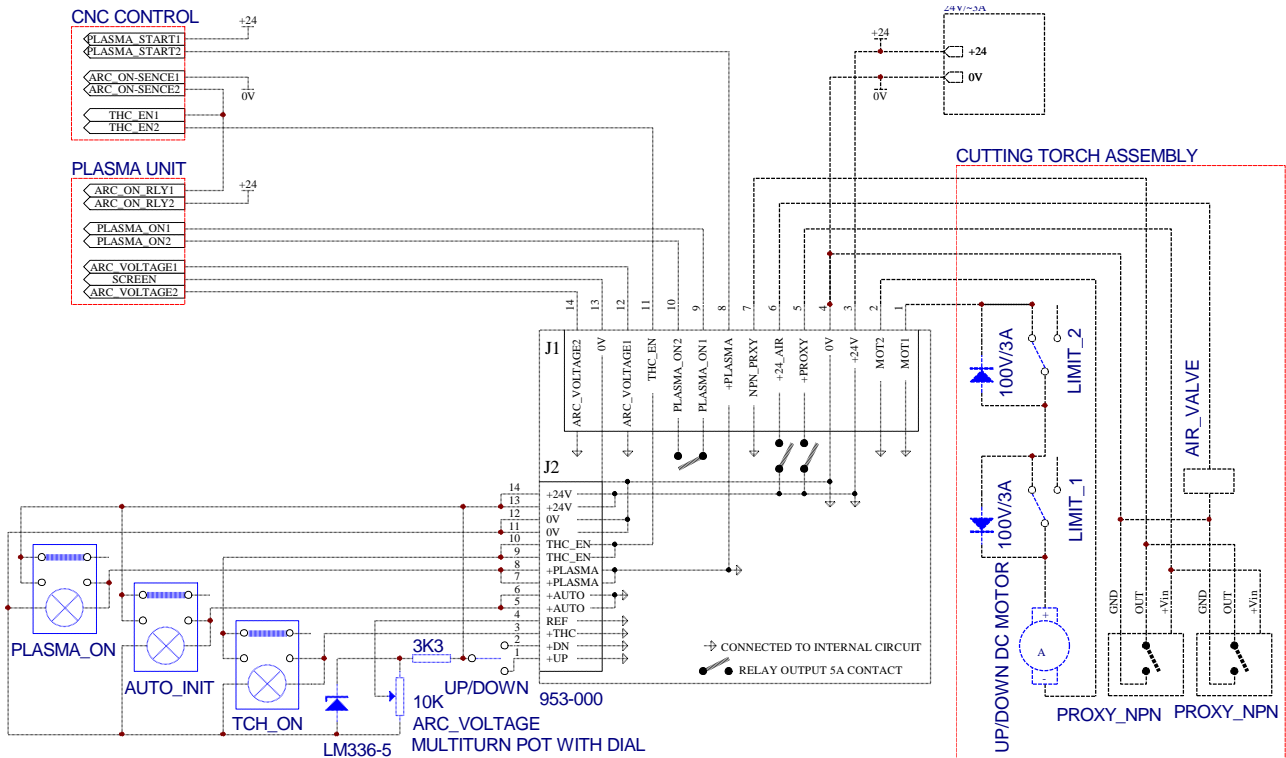 CNC CONTROL
+24
PLASMA_START1
PLASMA_START2
ARC_ON-SENCE1
ARC_ON-SENCE2
0V
THC_EN1
THC_EN2
PLASMA UNIT
+24
ARC_ON_RLY1
ARC_ON_RLY2
PLASMA_ON1
PLASMA_ON2
ARC_VOLTAGE1
SCREEN
ARC_VOLTAGE2
24V/~3A
+24
+24
0V
0V
CUTTING TORCH ASSEMBLY
14
13
12
11
10
9
8
7
6
5
4
3
2
1
J1
ARC_VOLTAGE2
0V
ARC_VOLTAGE1
THC_EN
PLASMA_ON2
PLASMA_ON1
+PLASMA
NPN_PRXY
+24_AIR
+PROXY
0V
+24V
MOT2
MOT1
J2
14 +24V
13 +24V
12 0V
11 0V
10 THC_EN
9 THC_EN
8 +PLASMA
7 +PLASMA
6 +AUTO
5 +AUTO
4 REF
3 +THC
2 +DN
1 +UP
CONNECTED TO INTERNAL CIRCUIT
RELAY OUTPUT 5A CONTACT
953-000
PLASMA_ON
AUTO_INIT
TCH_ON
3K3
UP/DOWN
10K
ARC_VOLTAGE
MULTITURN POT WITH DIAL
LM336-5
100V/3A
LIMIT_2
100V/3A
LIMIT_1
AIR_VALVE
UP/DOWN DC MOTOR
+
A
-
GND
OUT
+Vin
GND
OUT
+Vin
PROXY_NPN
PROXY_NPN